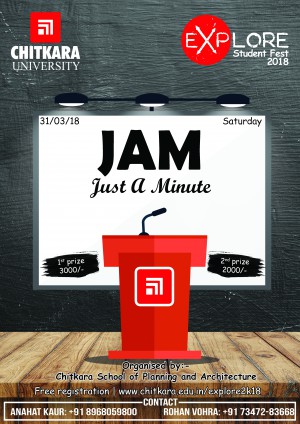 CHITKARA
UNIVERSITY
EXPLORE
Student Fest
2018
31/03/18
Saturday
JAM
Just A Minute
1st prize
3000/-
2nd prize
2000/-
Organised by:-
Chitkara School of Planning and Architecture
Free registration | www.chitkara.edu.in/explore2k18
CONTACT
ANAHAT KAUR: +91 8968059800
ROHAN VOHRA: +91 73472-83668